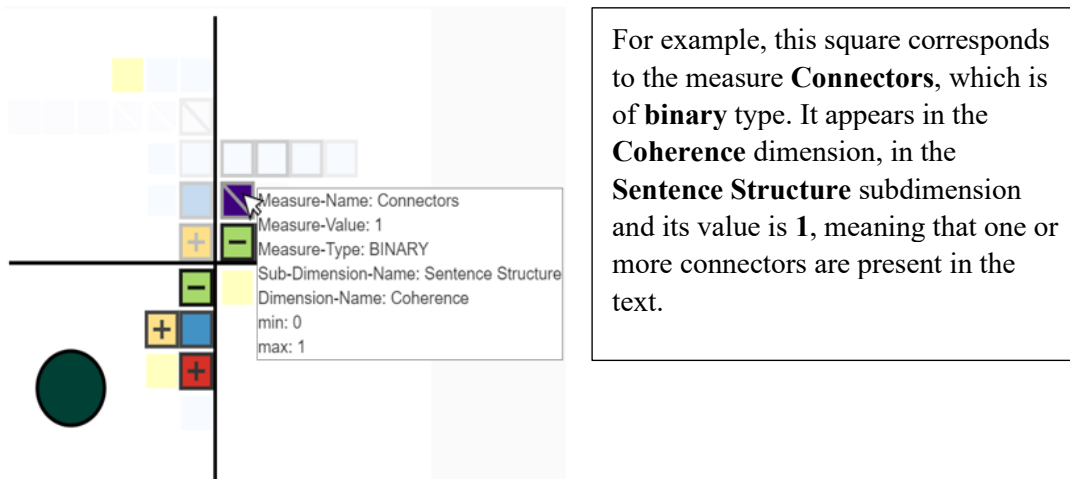 Measure-Name: Connectors
Measure-Value: 1
Measure-Type: BINARY
Sub-Dimension-Name: Sentence Structure
Dimension-Name: Coherence
min: 0
max: 1
For example, this square corresponds
to the measure Connectors, which is
of binary type. It appears in the
Coherence dimension, in the
Sentence Structure subdimension
and its value is 1, meaning that one or
more connectors are present in the
text.